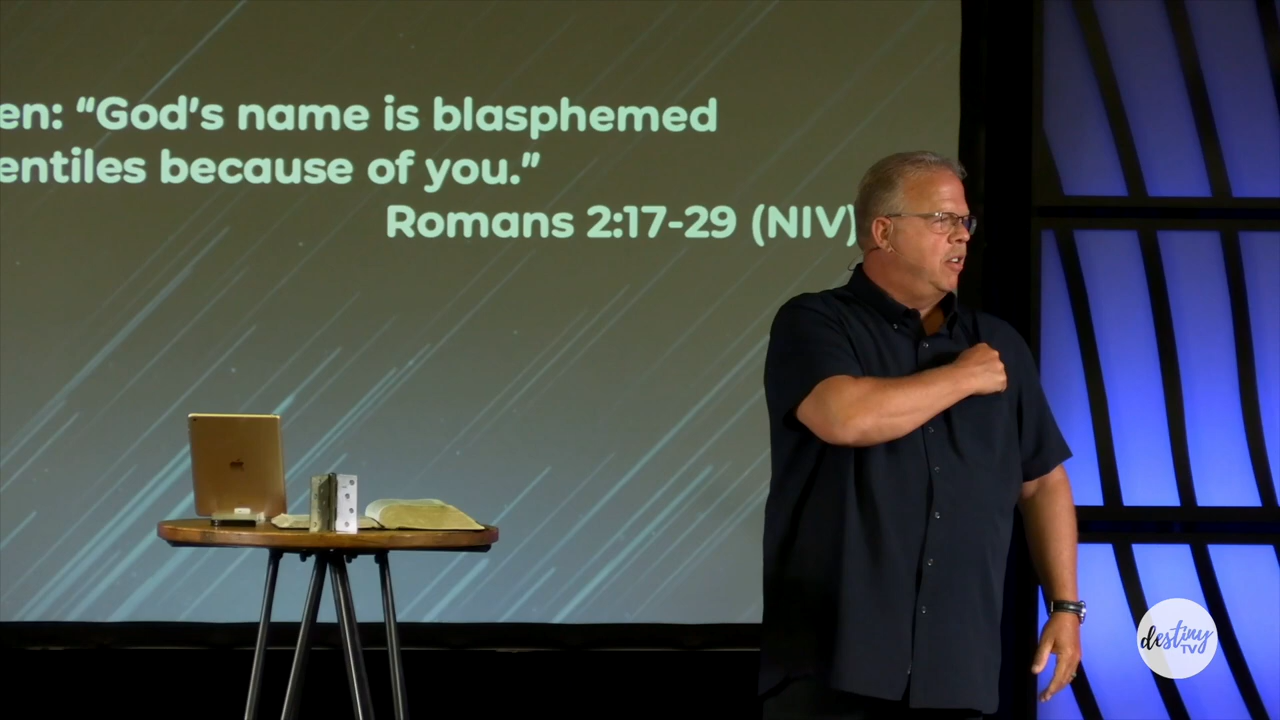 en: “God’s name is blasphemed
entiles because of you.”
Romans 2:17-29 (NIV)
destiny
TV